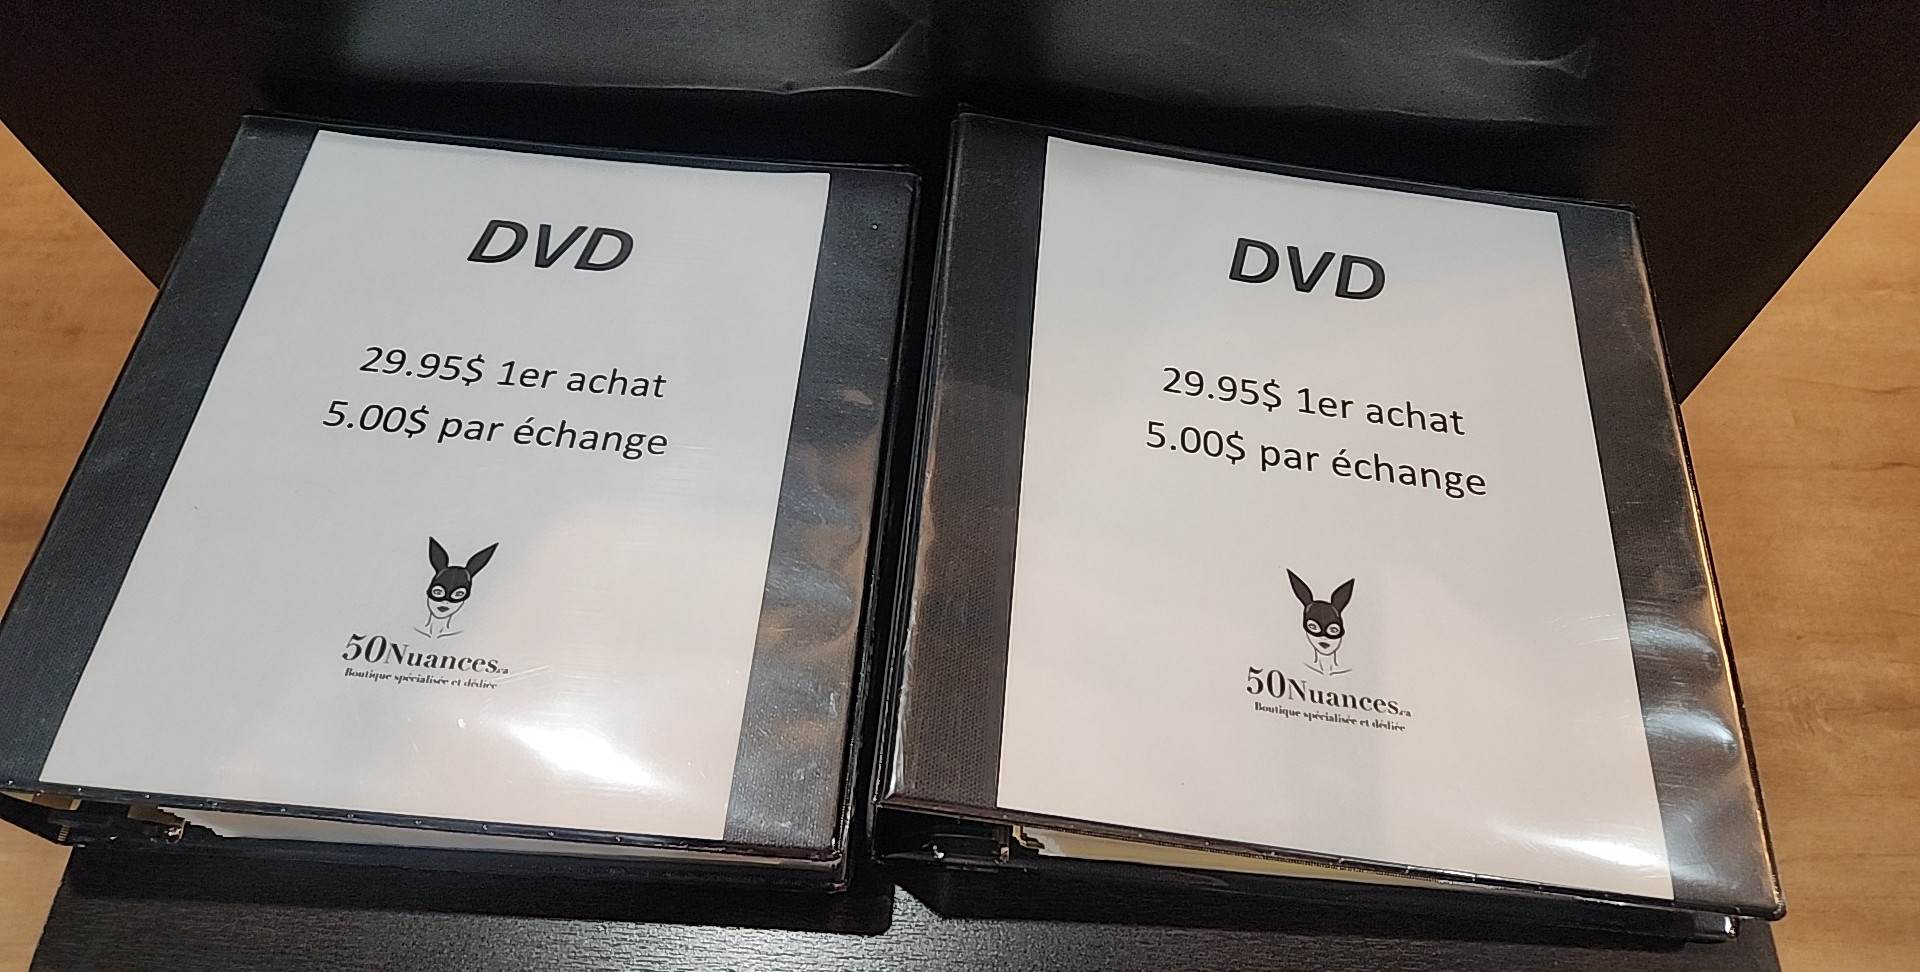 DVD
29.95$ 1er achat
5.00$ par échange
50Nuances.ca
Boutique spécialisée et dédiée
DVD
29.95$ 1er achat
5.00$ par échange
50Nuances.ca
Boutique spécialisée et dédiée